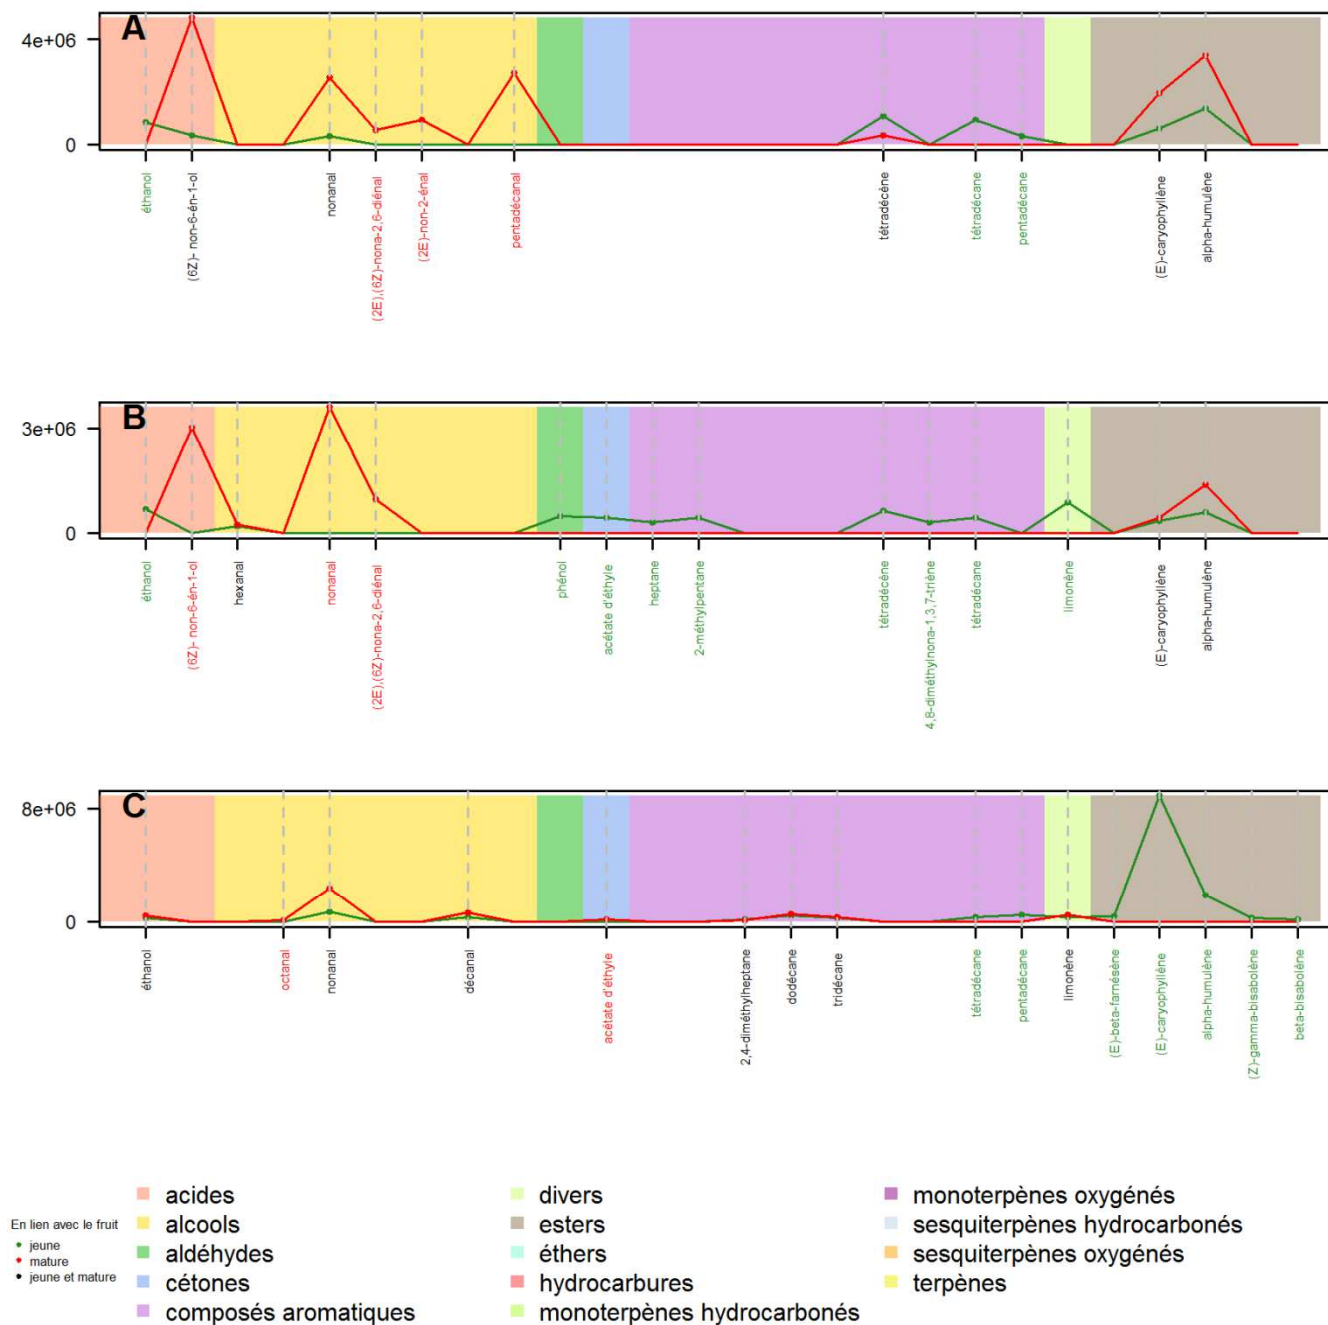 A
4e+06
0
éthanol
(6Z)- non-6-én-1-ol
nonanal
(2E),(6Z)-nona-2,6-diénal
(2E)-non-2-énal
pentadécanal
tétradécène
tétradécane
pentadécane
(E)-caryophyllène
alpha-humulène
B
3e+06
0
éthanol
(6Z)- non-6-én-1-ol
hexanal
nonanal
(2E),(6Z)-nona-2,6-diénal
phénol
acétate d'éthyle
heptane
2-méthylpentane
tétradécène
4,8-diméthylnona-1,3,7-triène
tétradécane
limonène
(E)-caryophyllène
alpha-humulène
C
8e+06
0
éthanol
octanal
nonanal
décanal
acétate d'éthyle
2,4-diméthylheptane
dodécane
tridécane
tétradécane
pentadécane
limonène
(E)-beta-farnésène
(E)-caryophyllène
alpha-humulène
(Z)-gamma-bisabolène
beta-bisabolène
En lien avec le fruit
jeune
mature
jeune et mature
acides
alcools
aldéhydes
cétones
composés aromatiques
divers
esters
éthers
hydrocarbures
monoterpènes hydrocarbonés
monoterpènes oxygénés
sesquiterpènes hydrocarbonés
sesquiterpènes oxygénés
terpènes